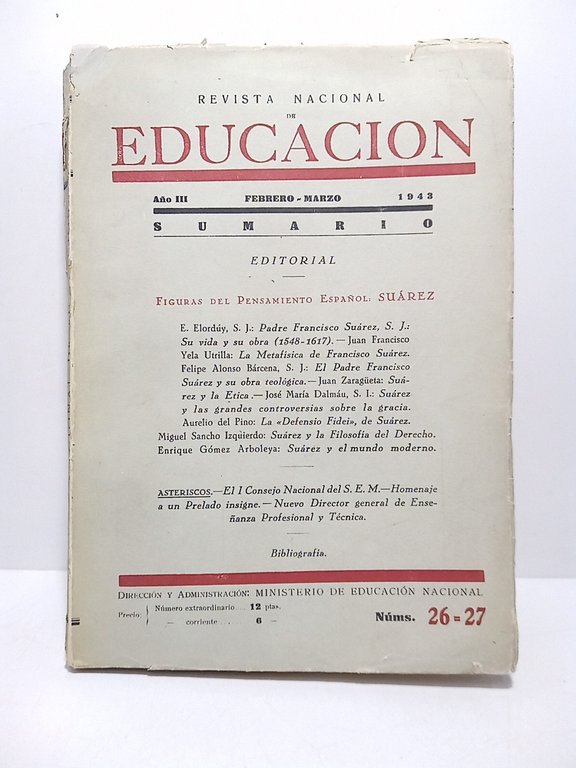 REVISTA NACIONAL
DE
EDUCACION
Año III FEBRERO - MARZO 1943
SUMARIO
EDITORIAL
FIGURAS DEL PENSAMIENTO ESPAÑOL: SUÁREZ
E. Elordúy, S. J.: Padre Francisco Suárez, S. J.:
Su vida y su obra (1548-1617). — Juan Francisco
Yela Utrilla: La Metafísica de Francisco Suárez.
Felipe Alonso Bárcena, S. J.: El Padre Francisco
Suárez y su obra teológica. — Juan Zaragüeta: Suá-
rez y la Etica. — José María Dalmáu, S. I.: Suárez
y las grandes controversias sobre la gracia.
Aurelio del Pino: La «Defensio Fidei», de Suárez.
Miguel Sancho Izquierdo: Suárez y la Filosofía del Derecho.
Enrique Gómez Arboleya: Suárez y el mundo moderno.
ASTERISCOS.—El I Consejo Nacional del S. E. M.—Homenaje
a un Prelado insigne.— Nuevo Director general de Ense-
ñanza Profesional y Técnica.
Bibliografía.
DIRECCIÓN Y ADMINISTRACIÓN: MINISTERIO DE EDUCACIÓN NACIONAL
Precio: Número extraordinario .... 12 ptas.
— corriente . . . 6 —
Núms. 26=27